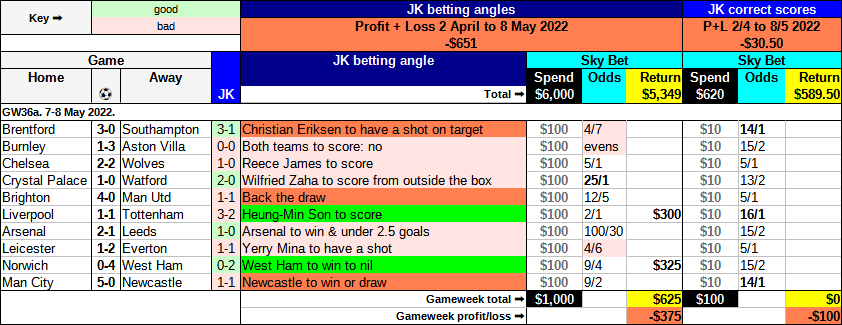 Key ➡ good JK betting angles JK correct scores
bad Profit + Loss 2 April to 8 May 2022 P+L 2/4 to 8/5 2022
-$651 -$30.50
Game JK betting angle Sky Bet Sky Bet
Home ⚽ Away JK Spend Odds Return Spend Odds Return
Total ➡ $6,000 $5,349 $620 $589.50
GW36a. 7-8 May 2022.
Brentford 3-0 Southampton 3-1 Christian Eriksen to have a shot on target $100 4/7 $10 14/1
Burnley 1-3 Aston Villa 0-0 Both teams to score: no $100 evens $10 15/2
Chelsea 2-2 Wolves 1-0 Reece James to score $100 5/1 $10 5/1
Crystal Palace 1-0 Watford 2-0 Wilfried Zaha to score from outside the box $100 25/1 $10 13/2
Brighton 4-0 Man Utd 1-1 Back the draw $100 12/5 $10 5/1
Liverpool 1-1 Tottenham 3-2 Heung-Min Son to score $100 2/1 $300 $10 16/1
Arsenal 2-1 Leeds 1-0 Arsenal to win & under 2.5 goals $100 100/30 $10 15/2
Leicester 1-2 Everton 1-1 Yerry Mina to have a shot $100 4/6 $10 5/1
Norwich 0-4 West Ham 0-2 West Ham to win to nil $100 9/4 $325 $10 15/2
Man City 5-0 Newcastle 1-1 Newcastle to win or draw $100 9/2 $10 14/1
Gameweek total ➡ $1,000 $625 $100 $0
Gameweek profit/loss ➡ -$375 -$100